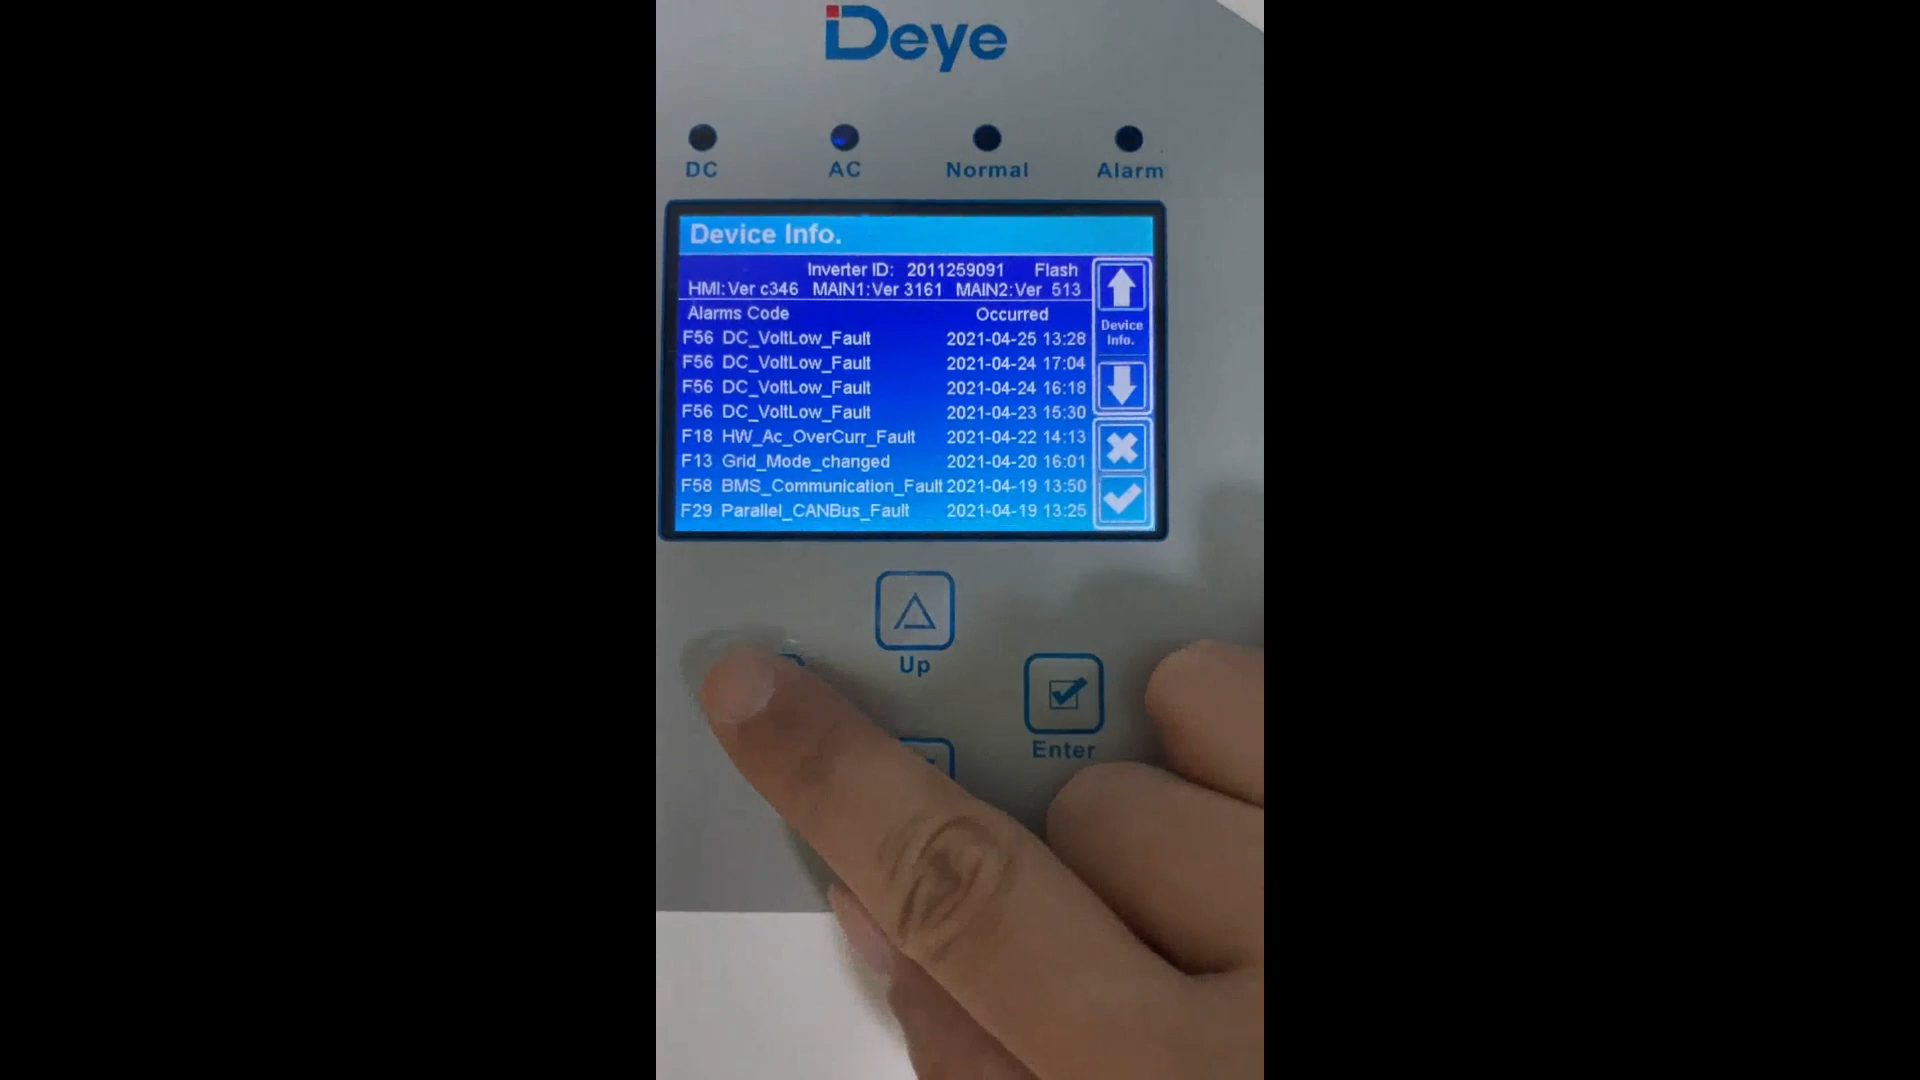 Deye
DC AC Normal Alarm
Device Info.
Inverter ID: 2011259091 Flash
HMI:Ver c346 MAIN1:Ver 3161 MAIN2:Ver 513
Alarms Code Occurred
F56 DC_VoltLow_Fault 2021-04-25 13:28
F56 DC_VoltLow_Fault 2021-04-24 17:04
F56 DC_VoltLow_Fault 2021-04-24 16:18
F56 DC_VoltLow_Fault 2021-04-23 15:30
F18 HW_Ac_OverCurr_Fault 2021-04-22 14:13
F13 Grid_Mode_changed 2021-04-20 16:01
F58 BMS_Communication_Fault 2021-04-19 13:50
F29 Parallel_CANBus_Fault 2021-04-19 13:25
Device
Info.
Up
Enter